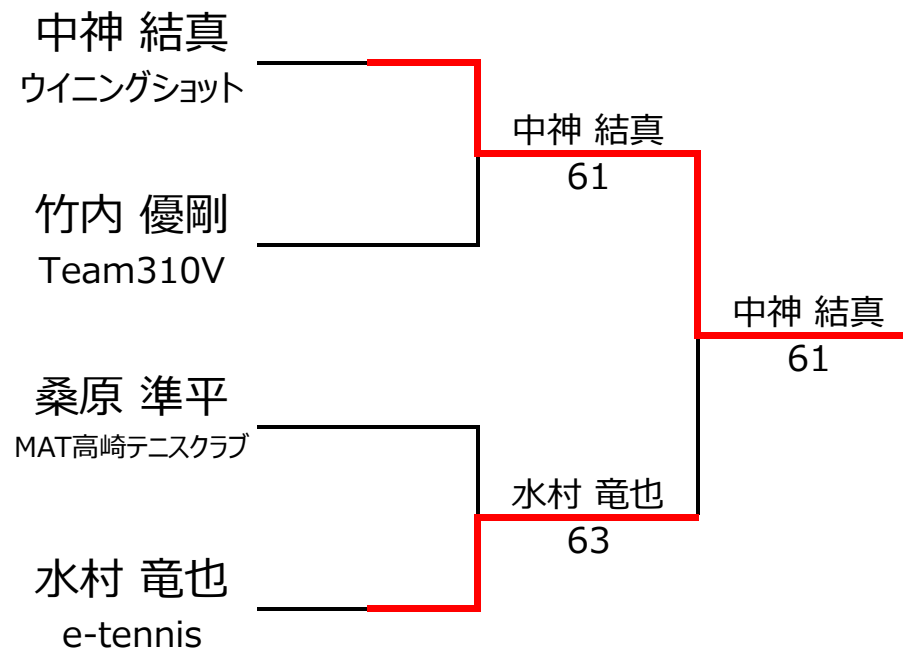 中神 結真
ウイニングショット
中神 結真
61
竹内 優剛
Team310V
中神 結真
61
桑原 準平
MAT高崎テニスクラブ
水村 竜也
63
水村 竜也
e-tennis